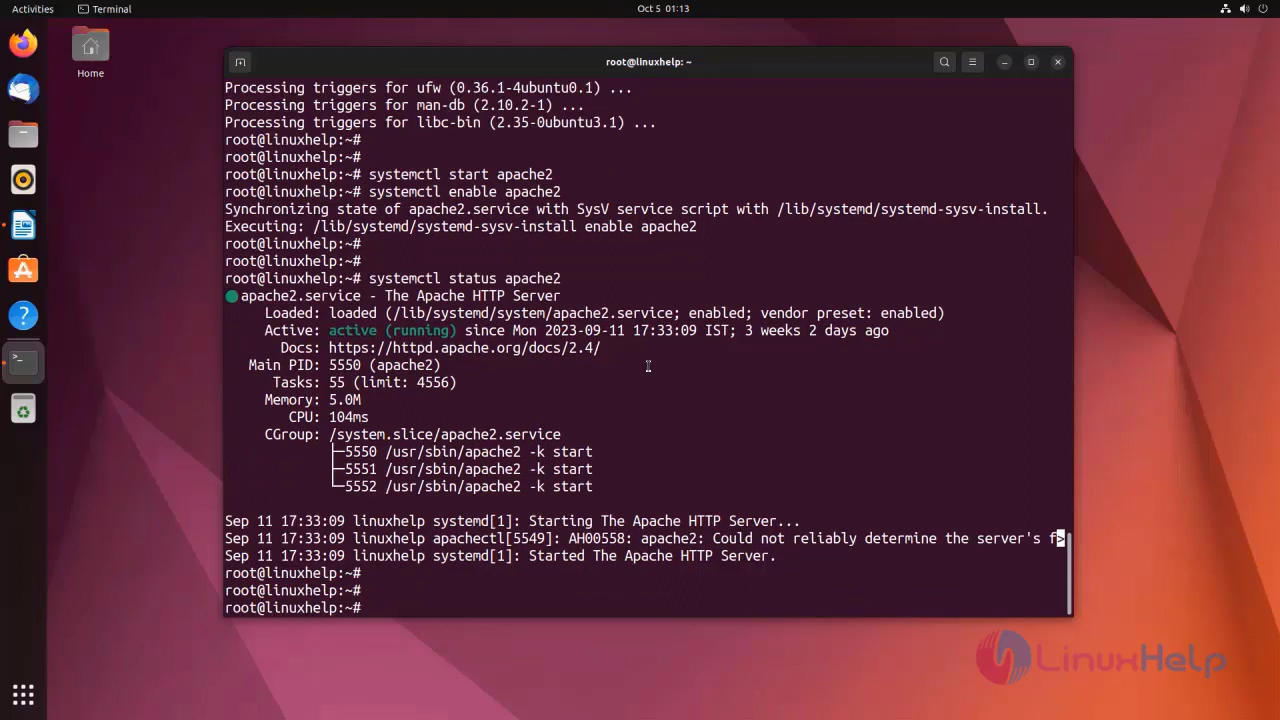 Activities Terminal Oct 5 01:13
Home
root@linuxhelp: ~
Processing triggers for ufw (0.36.1-4ubuntu0.1) ...
Processing triggers for man-db (2.10.2-1) ...
Processing triggers for libc-bin (2.35-0ubuntu3.1) ...
root@linuxhelp:~#
root@linuxhelp:~#
root@linuxhelp:~# systemctl start apache2
root@linuxhelp:~# systemctl enable apache2
Synchronizing state of apache2.service with SysV service script with /lib/systemd/systemd-sysv-install.
Executing: /lib/systemd/systemd-sysv-install enable apache2
root@linuxhelp:~#
root@linuxhelp:~#
root@linuxhelp:~# systemctl status apache2
● apache2.service - The Apache HTTP Server
Loaded: loaded (/lib/systemd/system/apache2.service; enabled; vendor preset: enabled)
Active: active (running) since Mon 2023-09-11 17:33:09 IST; 3 weeks 2 days ago
Docs: https://httpd.apache.org/docs/2.4/
Main PID: 5550 (apache2)
Tasks: 55 (limit: 4556)
Memory: 5.0M
CPU: 104ms
CGroup: /system.slice/apache2.service
├─5550 /usr/sbin/apache2 -k start
├─5551 /usr/sbin/apache2 -k start
└─5552 /usr/sbin/apache2 -k start
Sep 11 17:33:09 linuxhelp systemd[1]: Starting The Apache HTTP Server...
Sep 11 17:33:09 linuxhelp apachectl[5549]: AH00558: apache2: Could not reliably determine the server's f>
Sep 11 17:33:09 linuxhelp systemd[1]: Started The Apache HTTP Server.
root@linuxhelp:~#
root@linuxhelp:~#
root@linuxhelp:~#
LinuxHelp